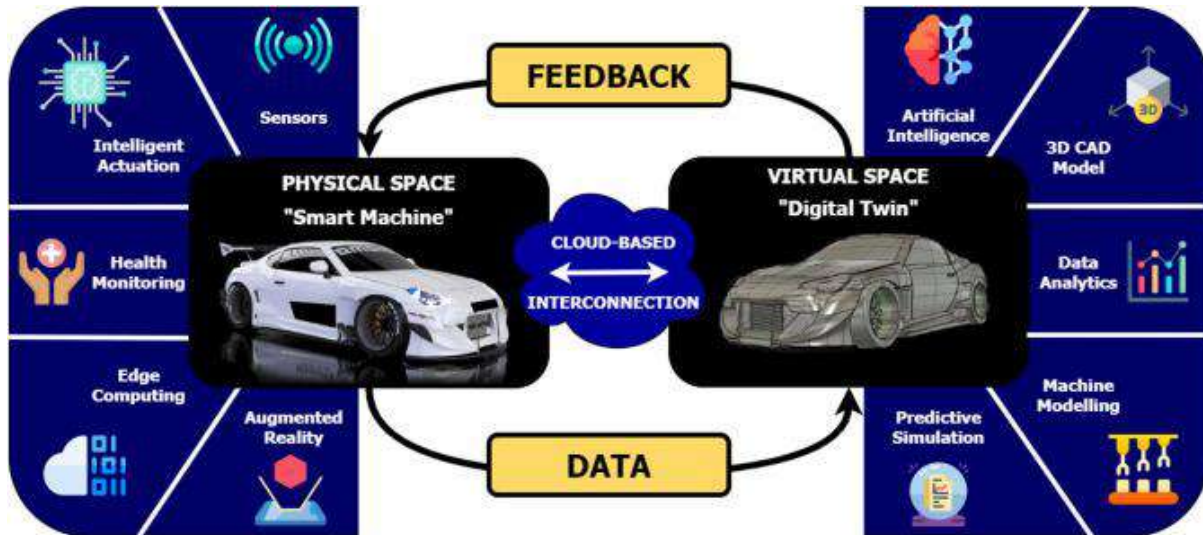 Sensors
Intelligent
Actuation
Health
Monitoring
Edge
Computing
Augmented
Reality
PHYSICAL SPACE
"Smart Machine"
FEEDBACK
CLOUD-BASED
INTERCONNECTION
DATA
VIRTUAL SPACE
"Digital Twin"
Artificial
Intelligence
3D CAD
Model
3D
Data
Analytics
Machine
Modelling
Predictive
Simulation